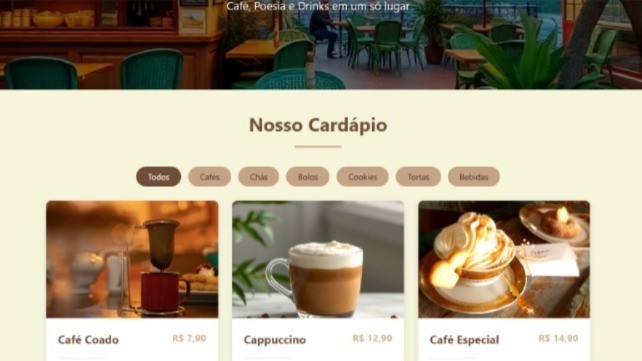 Café, Poesia e Drinks em um só lugar
Nosso Cardápio
Todos
Cafés
Chás
Bolos
Cookies
Tortas
Bebidas
Café Coado
R$ 7,90
Cappuccino
R$ 12,90
Café Especial
R$ 14,90